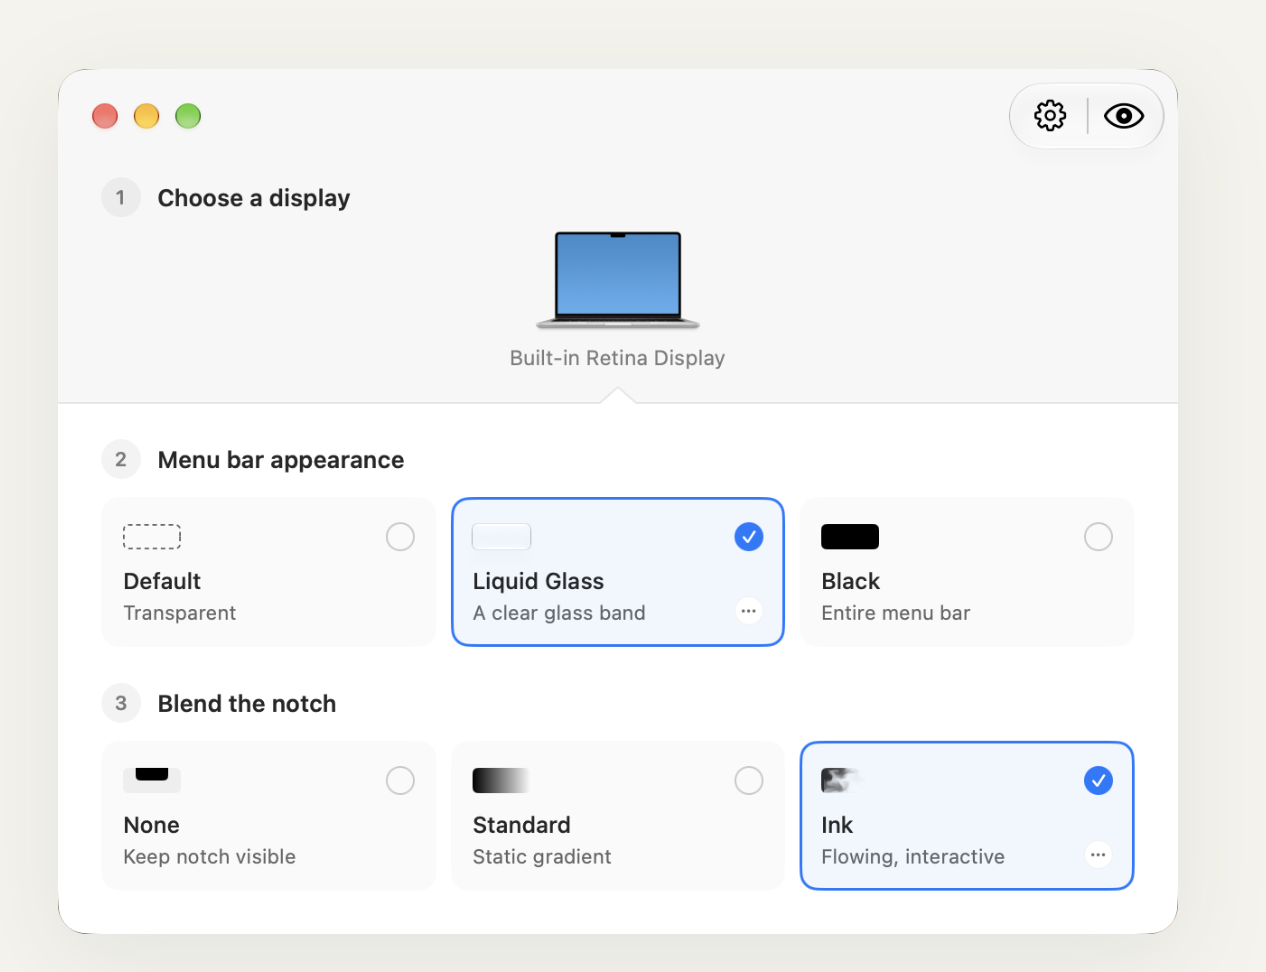 1 Choose a display
Built-in Retina Display
2 Menu bar appearance
Default
Transparent
Liquid Glass
A clear glass band
Black
Entire menu bar
3 Blend the notch
None
Keep notch visible
Standard
Static gradient
Ink
Flowing, interactive